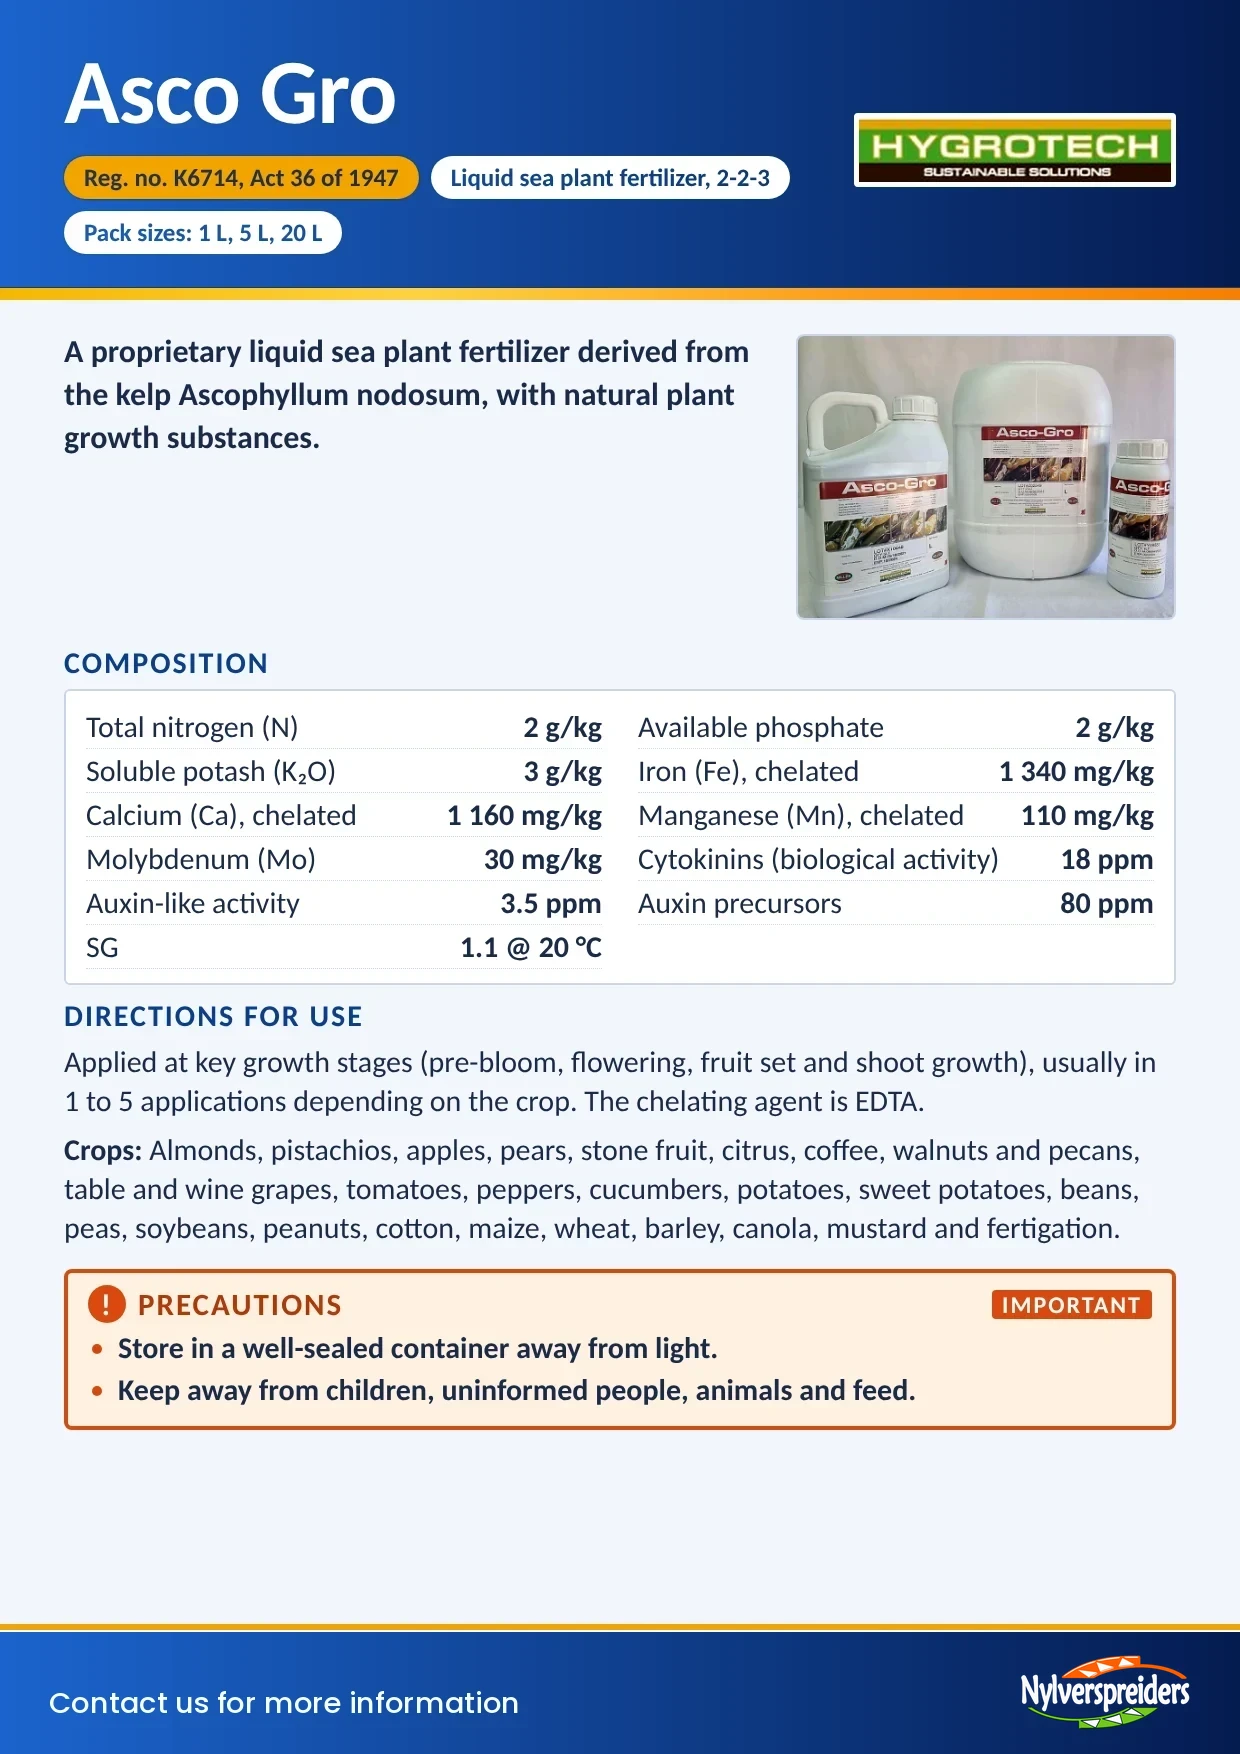 Asco Gro
Reg. no. K6714, Act 36 of 1947
Liquid sea plant fertilizer, 2-2-3
Pack sizes: 1 L, 5 L, 20 L
HYGROTECH
SUSTAINABLE SOLUTIONS
A proprietary liquid sea plant fertilizer derived from
the kelp Ascophyllum nodosum, with natural plant
growth substances.
Asco-Gro
Asco-Gro
Asco-G
COMPOSITION
Total nitrogen (N) 2 g/kg
Available phosphate 2 g/kg
Soluble potash (K₂O) 3 g/kg
Iron (Fe), chelated 1 340 mg/kg
Calcium (Ca), chelated 1 160 mg/kg
Manganese (Mn), chelated 110 mg/kg
Molybdenum (Mo) 30 mg/kg
Cytokinins (biological activity) 18 ppm
Auxin-like activity 3.5 ppm
Auxin precursors 80 ppm
SG 1.1 @ 20 °C
DIRECTIONS FOR USE
Applied at key growth stages (pre-bloom, flowering, fruit set and shoot growth), usually in
1 to 5 applications depending on the crop. The chelating agent is EDTA.
Crops: Almonds, pistachios, apples, pears, stone fruit, citrus, coffee, walnuts and pecans,
table and wine grapes, tomatoes, peppers, cucumbers, potatoes, sweet potatoes, beans,
peas, soybeans, peanuts, cotton, maize, wheat, barley, canola, mustard and fertigation.
! PRECAUTIONS
IMPORTANT
• Store in a well-sealed container away from light.
• Keep away from children, uninformed people, animals and feed.
Contact us for more information
Nylverspreiders